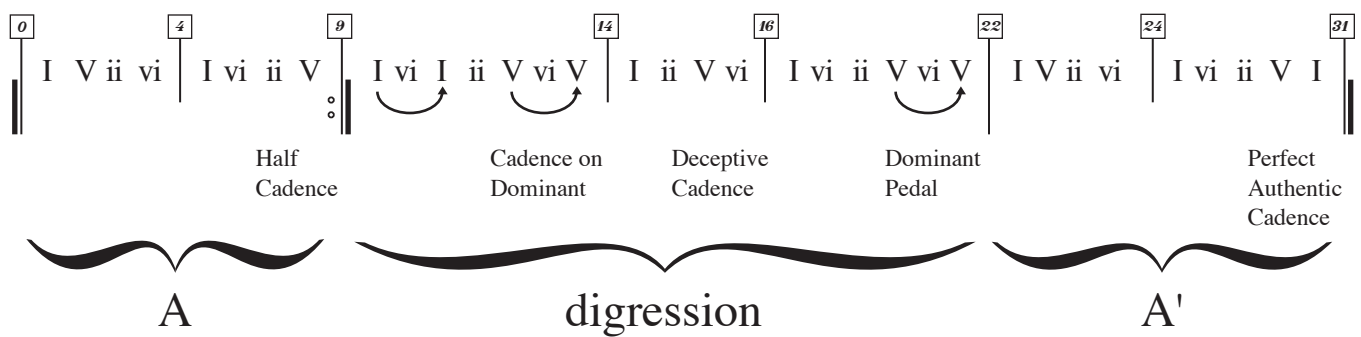 0 4 9 14 16 22 24 31
I V ii vi I vi ii V I vi I ii V vi V I ii V vi I vi ii V vi V I V ii vi I vi ii V I
Half
Cadence
Cadence on
Dominant
Deceptive
Cadence
Dominant
Pedal
Perfect
Authentic
Cadence
A
digression
A'